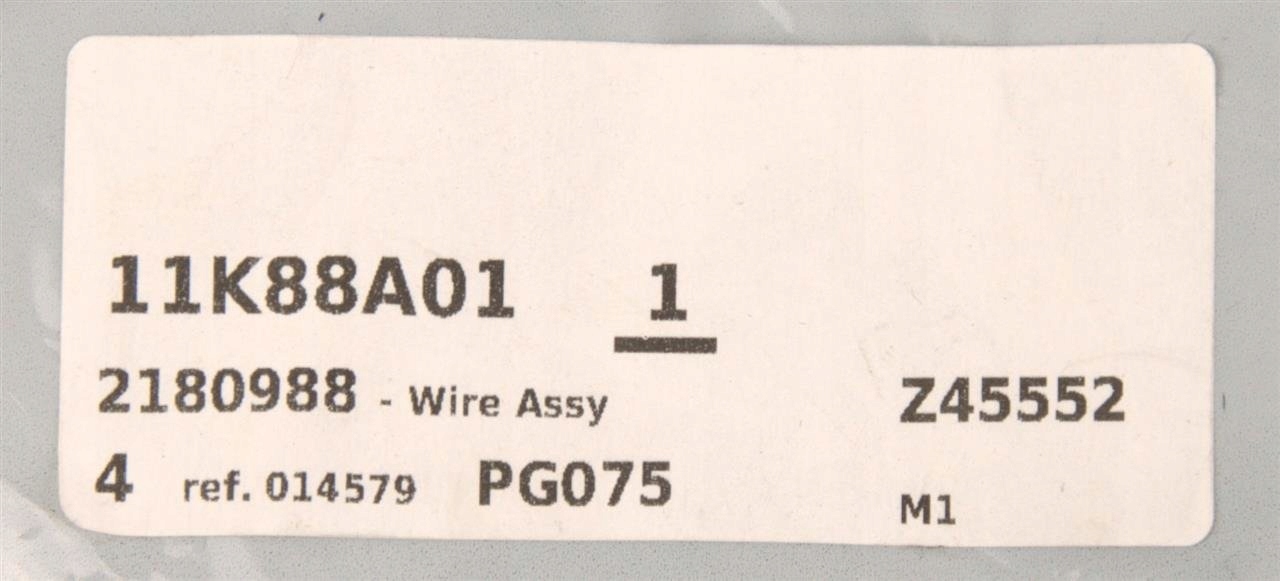 11K88A01 1
2180988 - Wire Assy Z45552
4 ref. 014579 PG075 M1